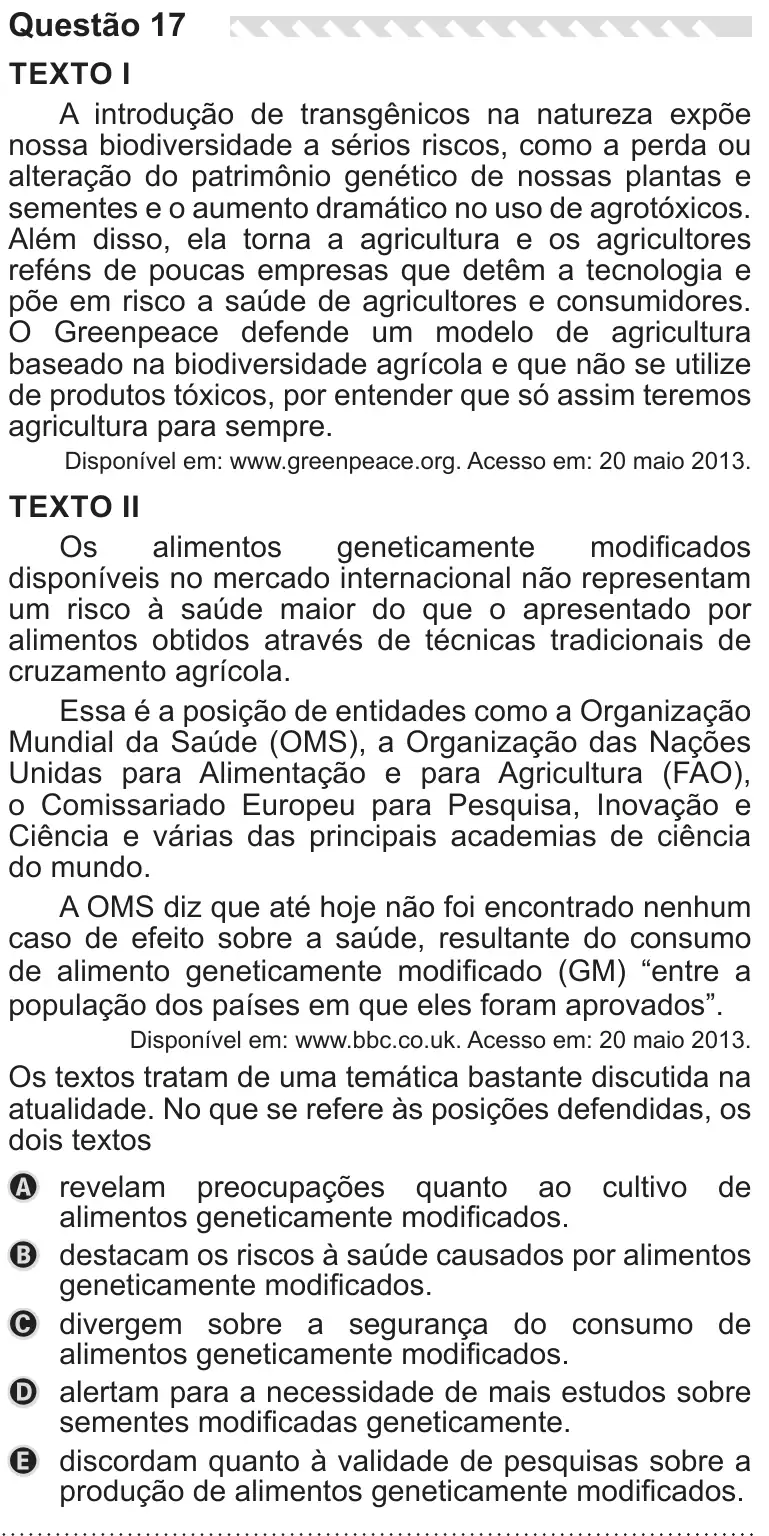 Questão 17
TEXTO I
A introdução de transgênicos na natureza expõe
nossa biodiversidade a sérios riscos, como a perda ou
alteração do patrimônio genético de nossas plantas e
sementes e o aumento dramático no uso de agrotóxicos.
Além disso, ela torna a agricultura e os agricultores
reféns de poucas empresas que detêm a tecnologia e
põe em risco a saúde de agricultores e consumidores.
O Greenpeace defende um modelo de agricultura
baseado na biodiversidade agrícola e que não se utilize
de produtos tóxicos, por entender que só assim teremos
agricultura para sempre.
Disponível em: www.greenpeace.org. Acesso em: 20 maio 2013.
TEXTO II
Os alimentos geneticamente modificados
disponíveis no mercado internacional não representam
um risco à saúde maior do que o apresentado por
alimentos obtidos através de técnicas tradicionais de
cruzamento agrícola.
Essa é a posição de entidades como a Organização
Mundial da Saúde (OMS), a Organização das Nações
Unidas para Alimentação e para Agricultura (FAO),
o Comissariado Europeu para Pesquisa, Inovação e
Ciência e várias das principais academias de ciência
do mundo.
A OMS diz que até hoje não foi encontrado nenhum
caso de efeito sobre a saúde, resultante do consumo
de alimento geneticamente modificado (GM) “entre a
população dos países em que eles foram aprovados”.
Disponível em: www.bbc.co.uk. Acesso em: 20 maio 2013.
Os textos tratam de uma temática bastante discutida na
atualidade. No que se refere às posições defendidas, os
dois textos
A revelam preocupações quanto ao cultivo de
alimentos geneticamente modificados.
B destacam os riscos à saúde causados por alimentos
geneticamente modificados.
C divergem sobre a segurança do consumo de
alimentos geneticamente modificados.
D alertam para a necessidade de mais estudos sobre
sementes modificadas geneticamente.
E discordam quanto à validade de pesquisas sobre a
produção de alimentos geneticamente modificados.